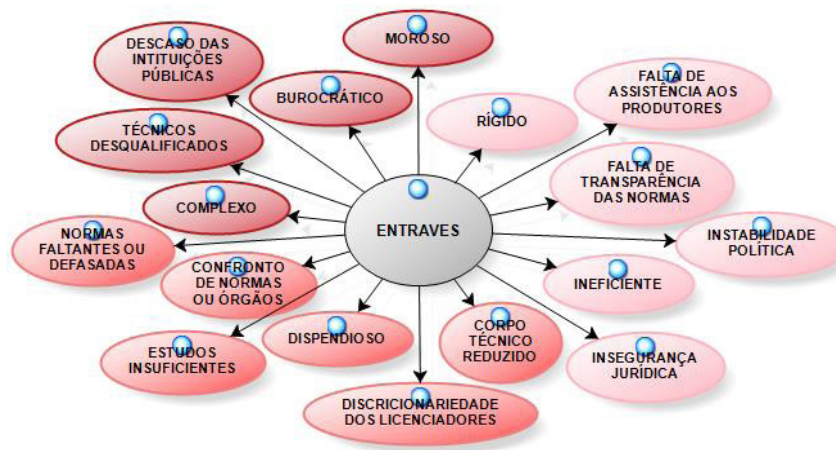 DESCASO DAS
INTITUIÇÕES
PÚBLICAS
MOROSO
BUROCRÁTICO
FALTA DE
ASSISTÊNCIA AOS
PRODUTORES
RÍGIDO
TÉCNICOS
DESQUALIFICADOS
FALTA DE
TRANSPARÊNCIA
DAS NORMAS
COMPLEXO
ENTRAVES
NORMAS
FALTANTES OU
DEFASADAS
INSTABILIDADE
POLÍTICA
CONFRONTO
DE NORMAS
OU ÓRGÃOS
INEFICIENTE
ESTUDOS
INSUFICIENTES
DISPENDIOSO
CORPO
TÉCNICO
REDUZIDO
INSEGURANÇA
JURÍDICA
DISCRICIONARIEDADE
DOS LICENCIADORES